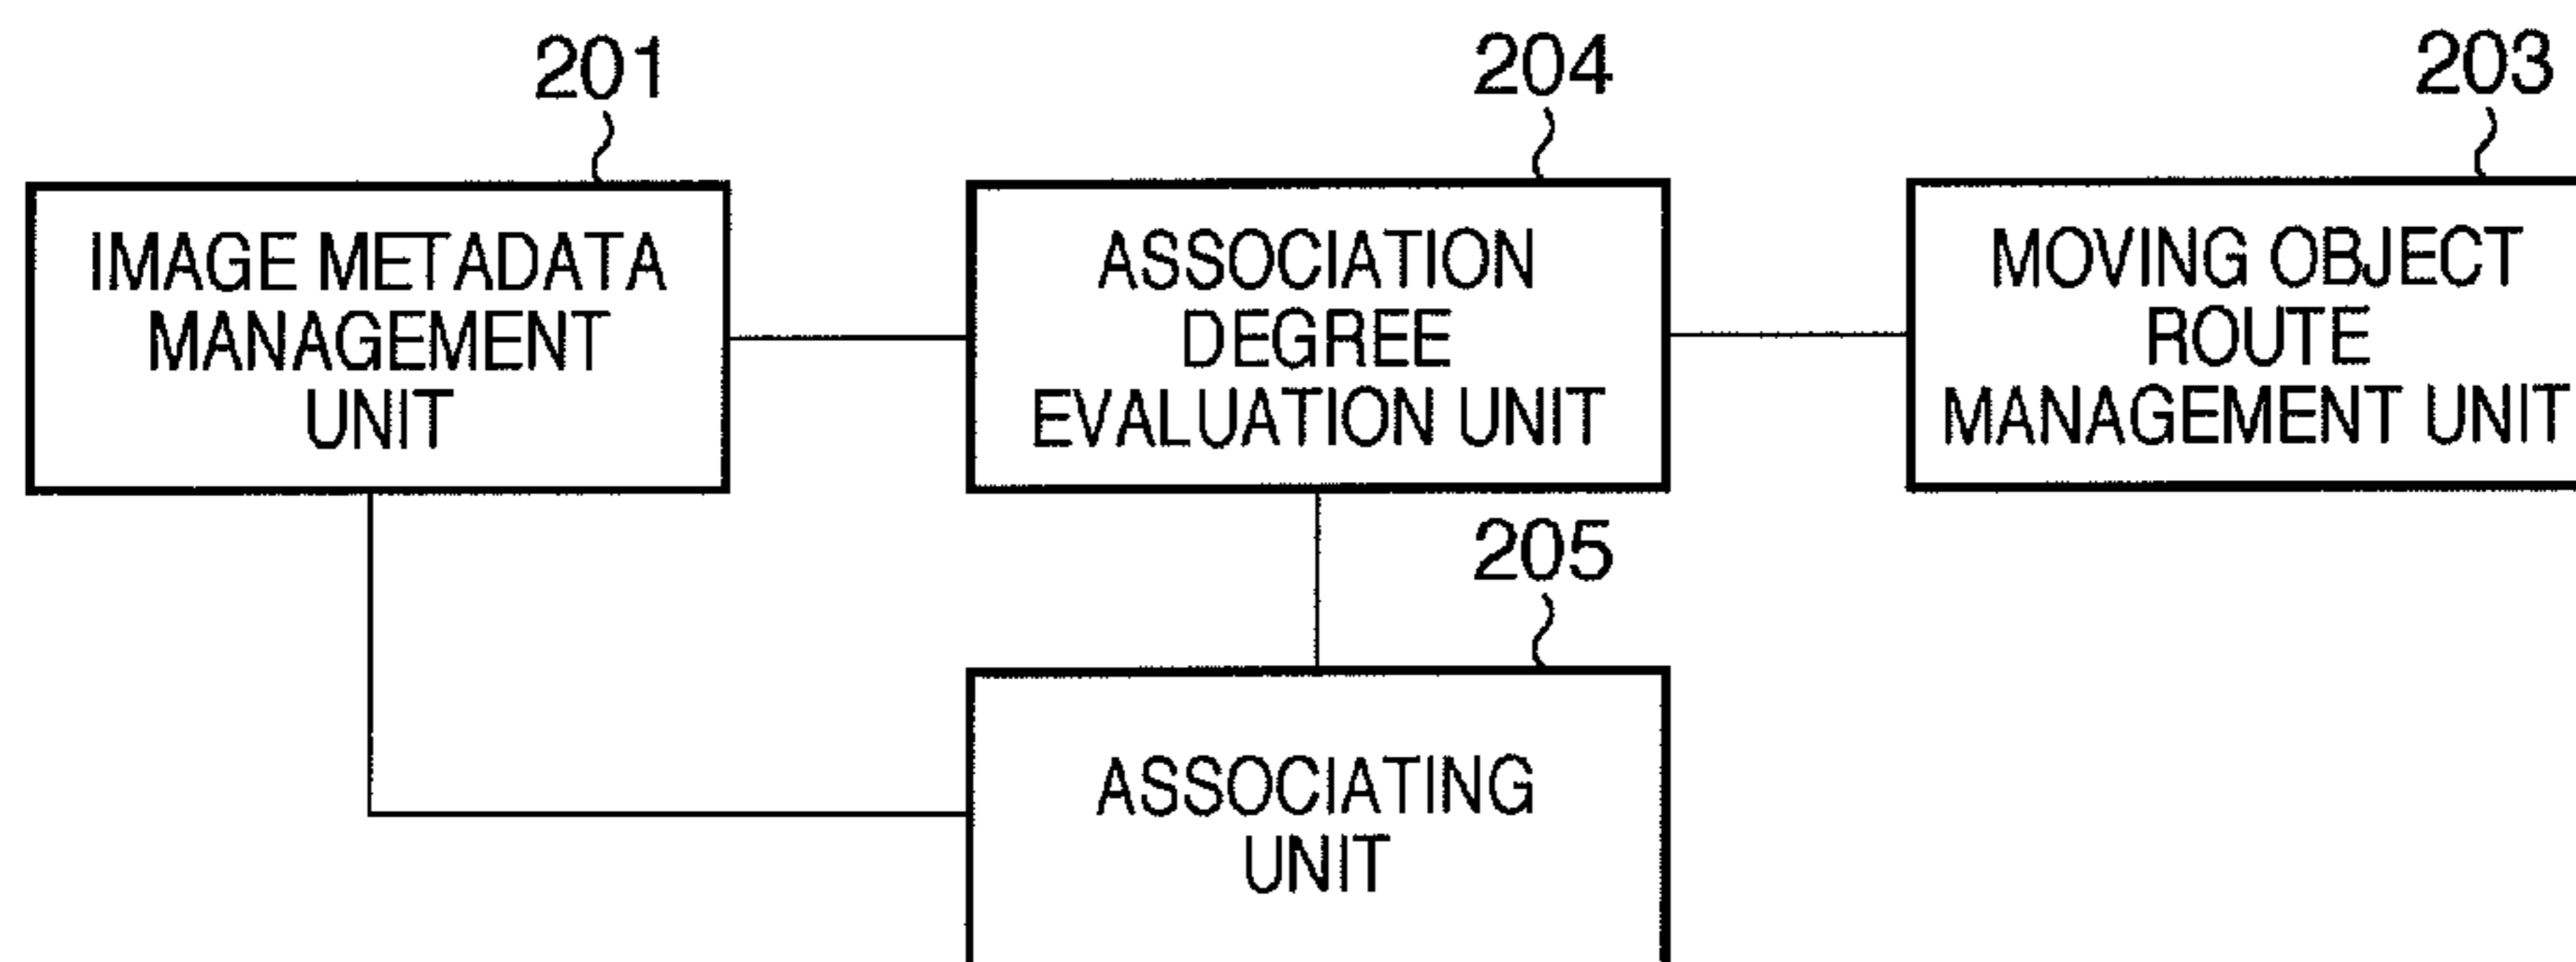 201
204
203
IMAGE METADATA
MANAGEMENT
UNIT
ASSOCIATION
DEGREE
EVALUATION UNIT
MOVING OBJECT
ROUTE
MANAGEMENT UNIT
205
ASSOCIATING
UNIT